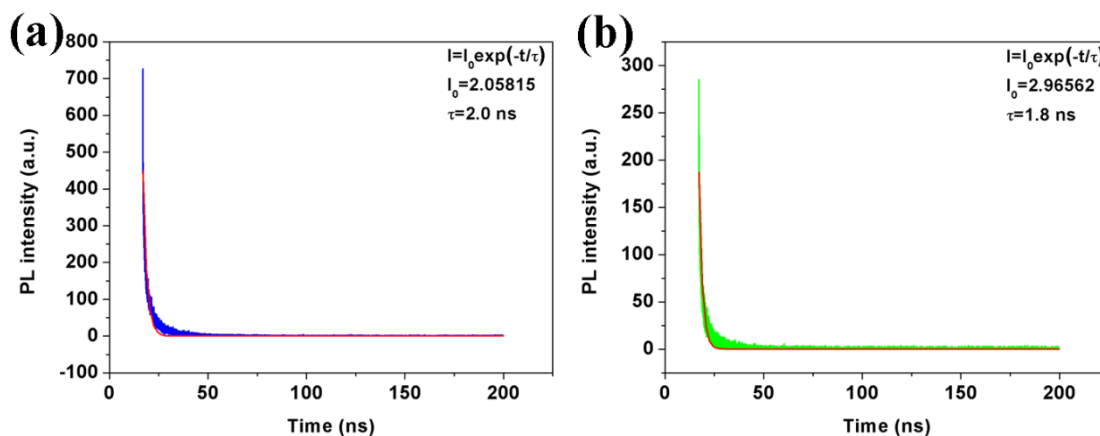 (a)
I=I₀exp(-t/τ)
I₀=2.05815
τ=2.0 ns
PL intensity (a.u.)
800
700
600
500
400
300
200
100
0
-100
0
50
100
150
200
Time (ns)
(b)
I=I₀exp(-t/τ)
I₀=2.96562
τ=1.8 ns
PL intensity (a.u.)
300
250
200
150
100
50
0
0
50
100
150
200
Time (ns)